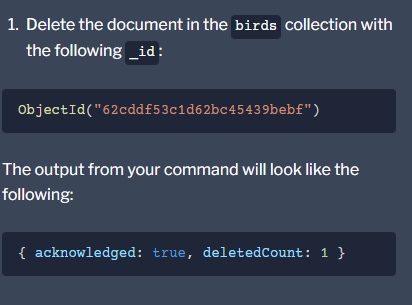 1. Delete the document in the birds collection with
the following _id:
ObjectId("62cddf53c1d62bc45439bebf")
The output from your command will look like the
following:
{ acknowledged: true, deletedCount: 1 }